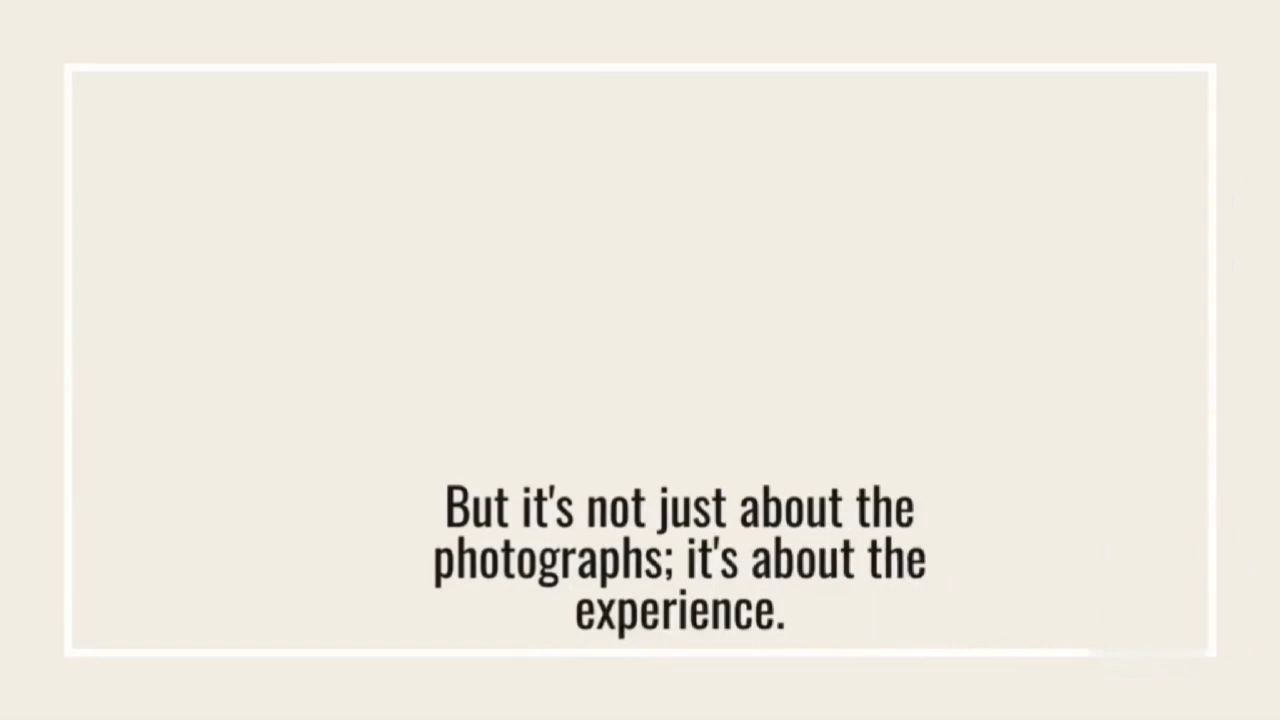 But it's not just about the
photographs; it's about the
experience.